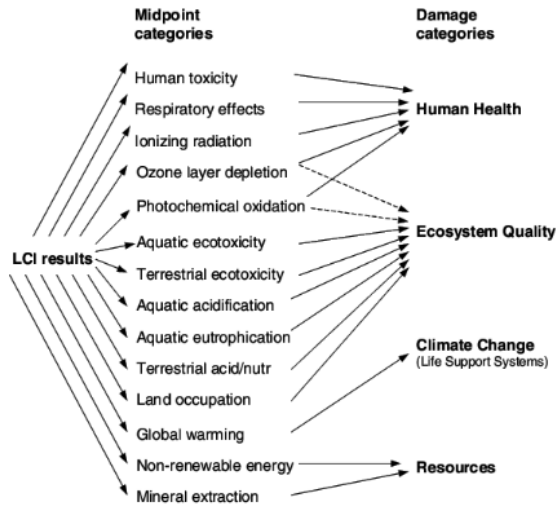 Midpoint
categories
Damage
categories
Human toxicity
Respiratory effects
Ionizing radiation
Ozone layer depletion
Photochemical oxidation
LCI results
Aquatic ecotoxicity
Terrestrial ecotoxicity
Aquatic acidification
Aquatic eutrophication
Terrestrial acid/nutr
Land occupation
Global warming
Non-renewable energy
Mineral extraction
Human Health
Ecosystem Quality
Climate Change
(Life Support Systems)
Resources